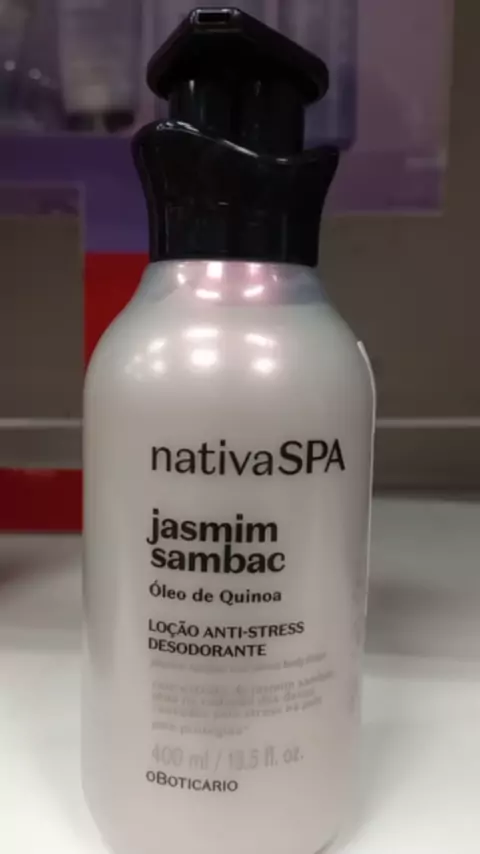 nativaSPA
jasmim
sambac
Óleo de Quinoa
LOÇÃO ANTI-STRESS
DESODORANTE
400 ml / 13.5 fl. oz.
oBOTICARIO